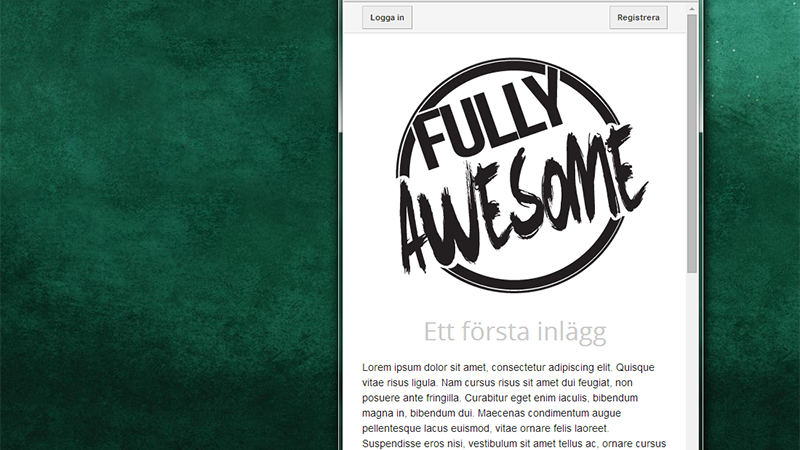 Logga in
Registrera
FULLY
AWESOME
Ett första inlägg
Lorem ipsum dolor sit amet, consectetur adipiscing elit. Quisque
vitae risus ligula. Nam cursus risus sit amet dui feugiat, non
posuere ante fringilla. Curabitur eget enim iaculis, bibendum
magna in, bibendum dui. Maecenas condimentum augue
pellentesque lacus euismod, vitae ornare felis laoreet.
Suspendisse eros nisi, vestibulum sit amet tellus ac, ornare cursus